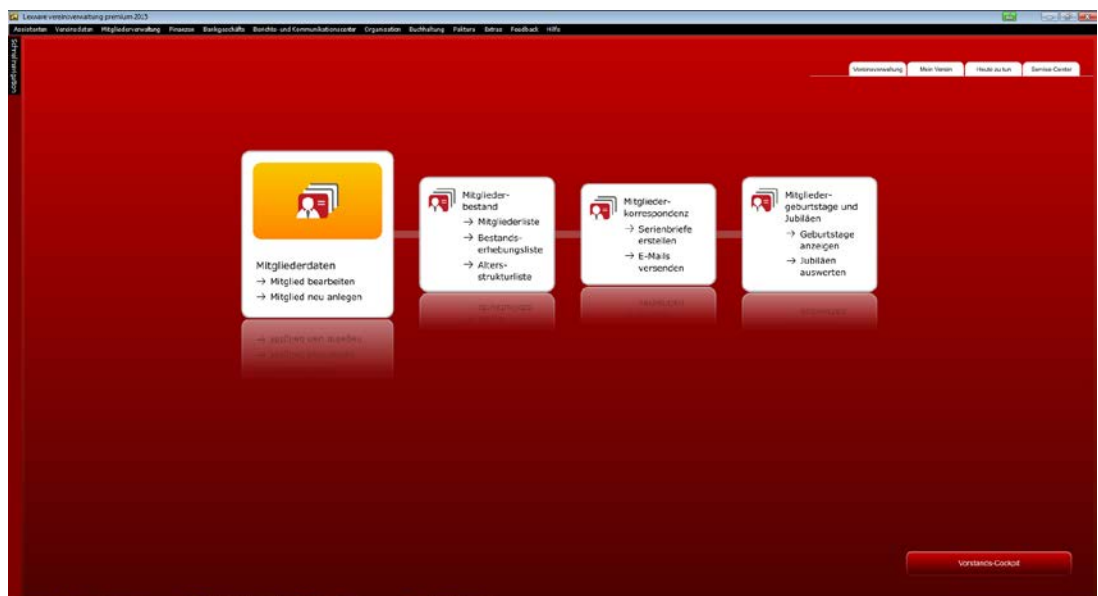 Lexware vereinsverwaltung premium 2015
Assistenten Vereinsdaten Mitgliederverwaltung Finanzen Bankgeschäfte Berichts- und Kommunikationscenter Organisation Buchhaltung Faktura Extras Feedback Hilfe
Schnellnavigation
Vereinsverwaltung Mein Verein Heute zu tun Service-Center
Mitgliederdaten
→ Mitglied bearbeiten
→ Mitglied neu anlegen
Mitglieder-
bestand
→ Mitgliederliste
→ Bestands-
erhebungsliste
→ Alters-
strukturliste
Mitglieder-
korrespondenz
→ Serienbriefe
erstellen
→ E-Mails
versenden
Mitglieder-
geburtstage und
Jubiläen
→ Geburtstage
anzeigen
→ Jubiläen
auswerten
Vorstands-Cockpit